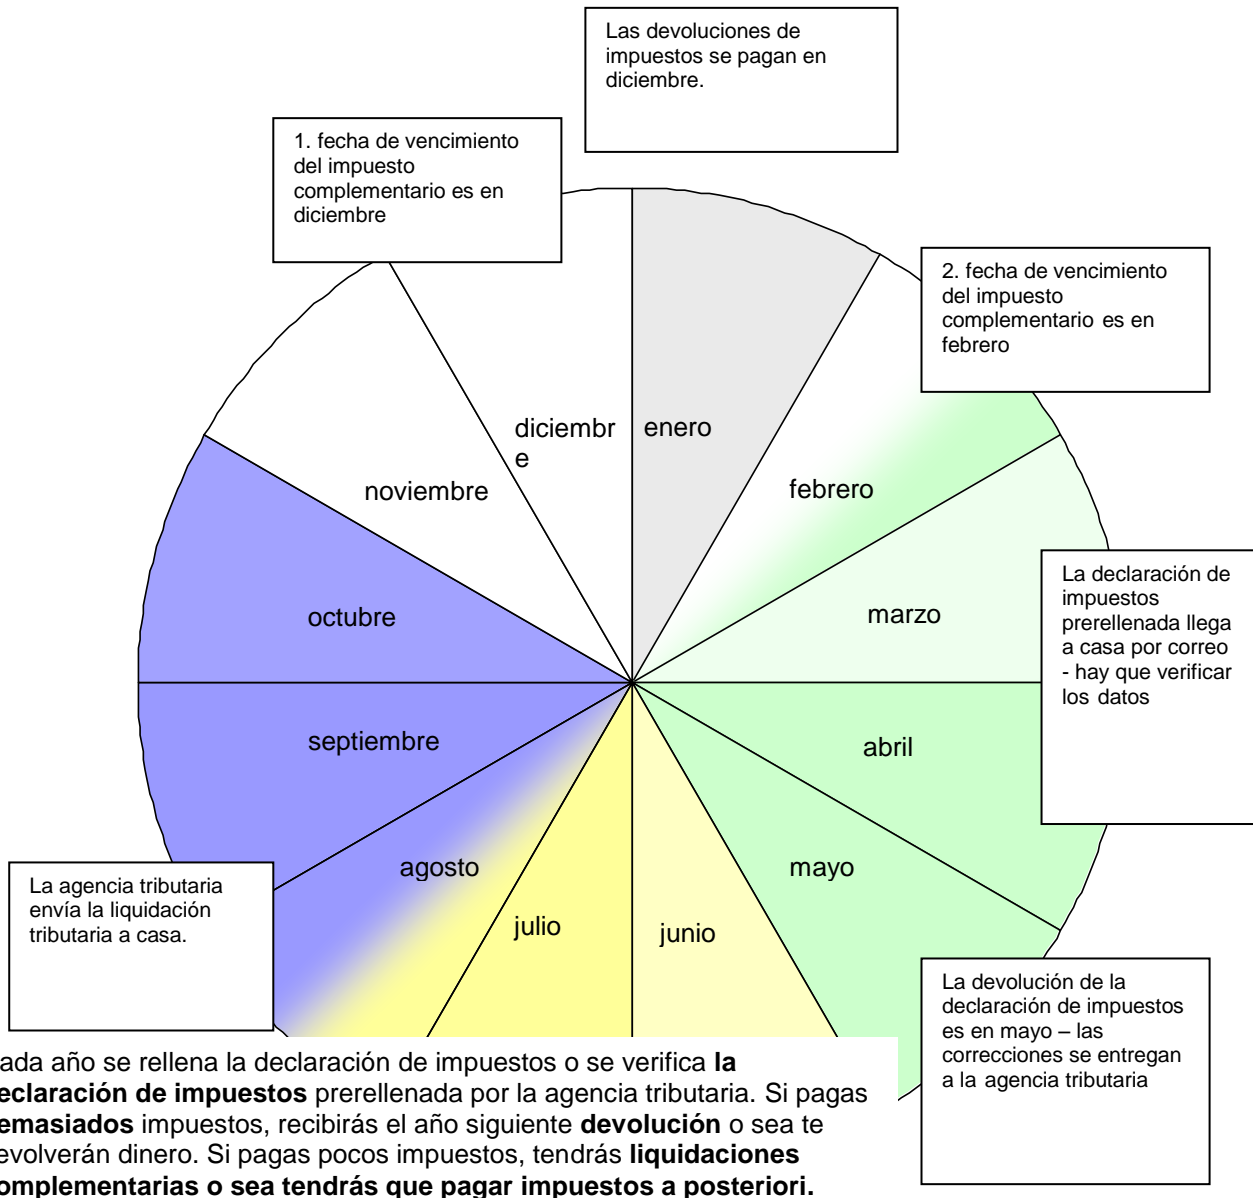 Las devoluciones de
impuestos se pagan en
diciembre.
1. fecha de vencimiento
del impuesto
complementario es en
diciembre
2. fecha de vencimiento
del impuesto
complementario es en
febrero
diciembr
e
enero
noviembre
febrero
octubre
marzo
La declaración de
impuestos
prerellenada llega
a casa por correo
- hay que verificar
los datos
septiembre
abril
agosto
mayo
julio
junio
La agencia tributaria
envía la liquidación
tributaria a casa.
La devolución de la
declaración de impuestos
es en mayo – las
correcciones se entregan
a la agencia tributaria
ada año se rellena la declaración de impuestos o se verifica la
eclaración de impuestos prerellenada por la agencia tributaria. Si pagas
emasiados impuestos, recibirás el año siguiente devolución o sea te
evolverán dinero. Si pagas pocos impuestos, tendrás liquidaciones
omplementarias o sea tendrás que pagar impuestos a posteriori.